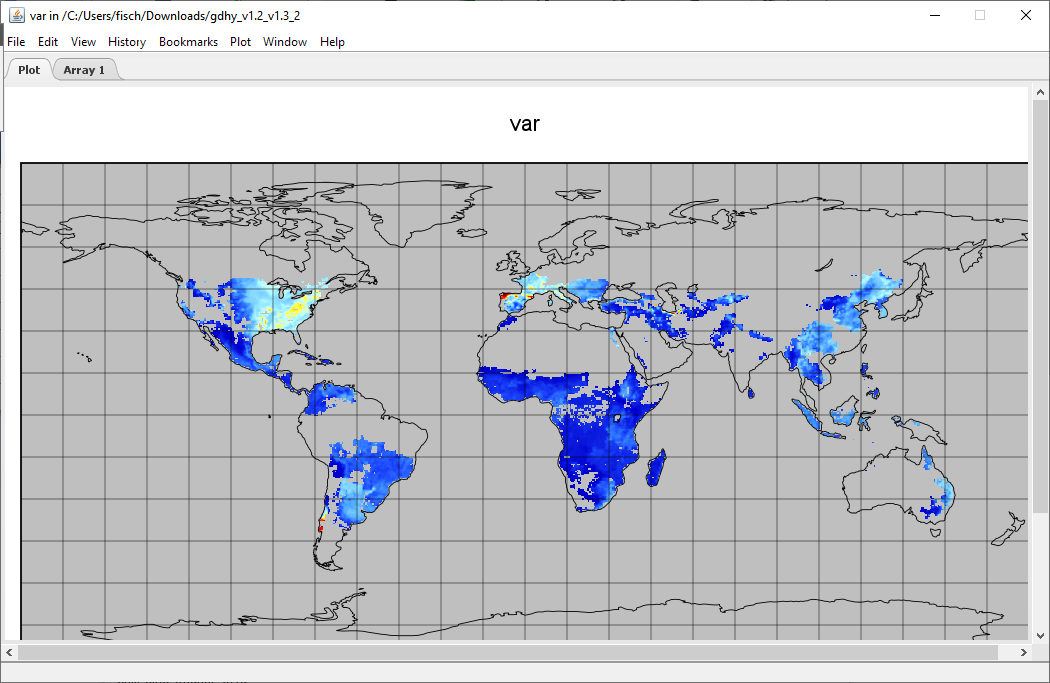 var in /C:/Users/fisch/Downloads/gdhy_v1.2_v1.3_2
File Edit View History Bookmarks Plot Window Help
Plot Array 1
var